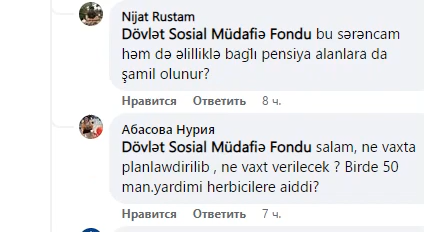 Nijat Rustam
Dövlət Sosial Müdafiə Fondu bu sərəncam
həm də əlilliklə bağlı pensiya alanlara da
şamil olunur?
Нравится Ответить 8 ч.
Абасова Нурия
Dövlət Sosial Müdafiə Fondu salam, ne vaxta
planlawdirilib , ne vaxt verilecek ? Birde 50
man.yardimi herbicilere aiddi?
Нравится Ответить 7 ч.